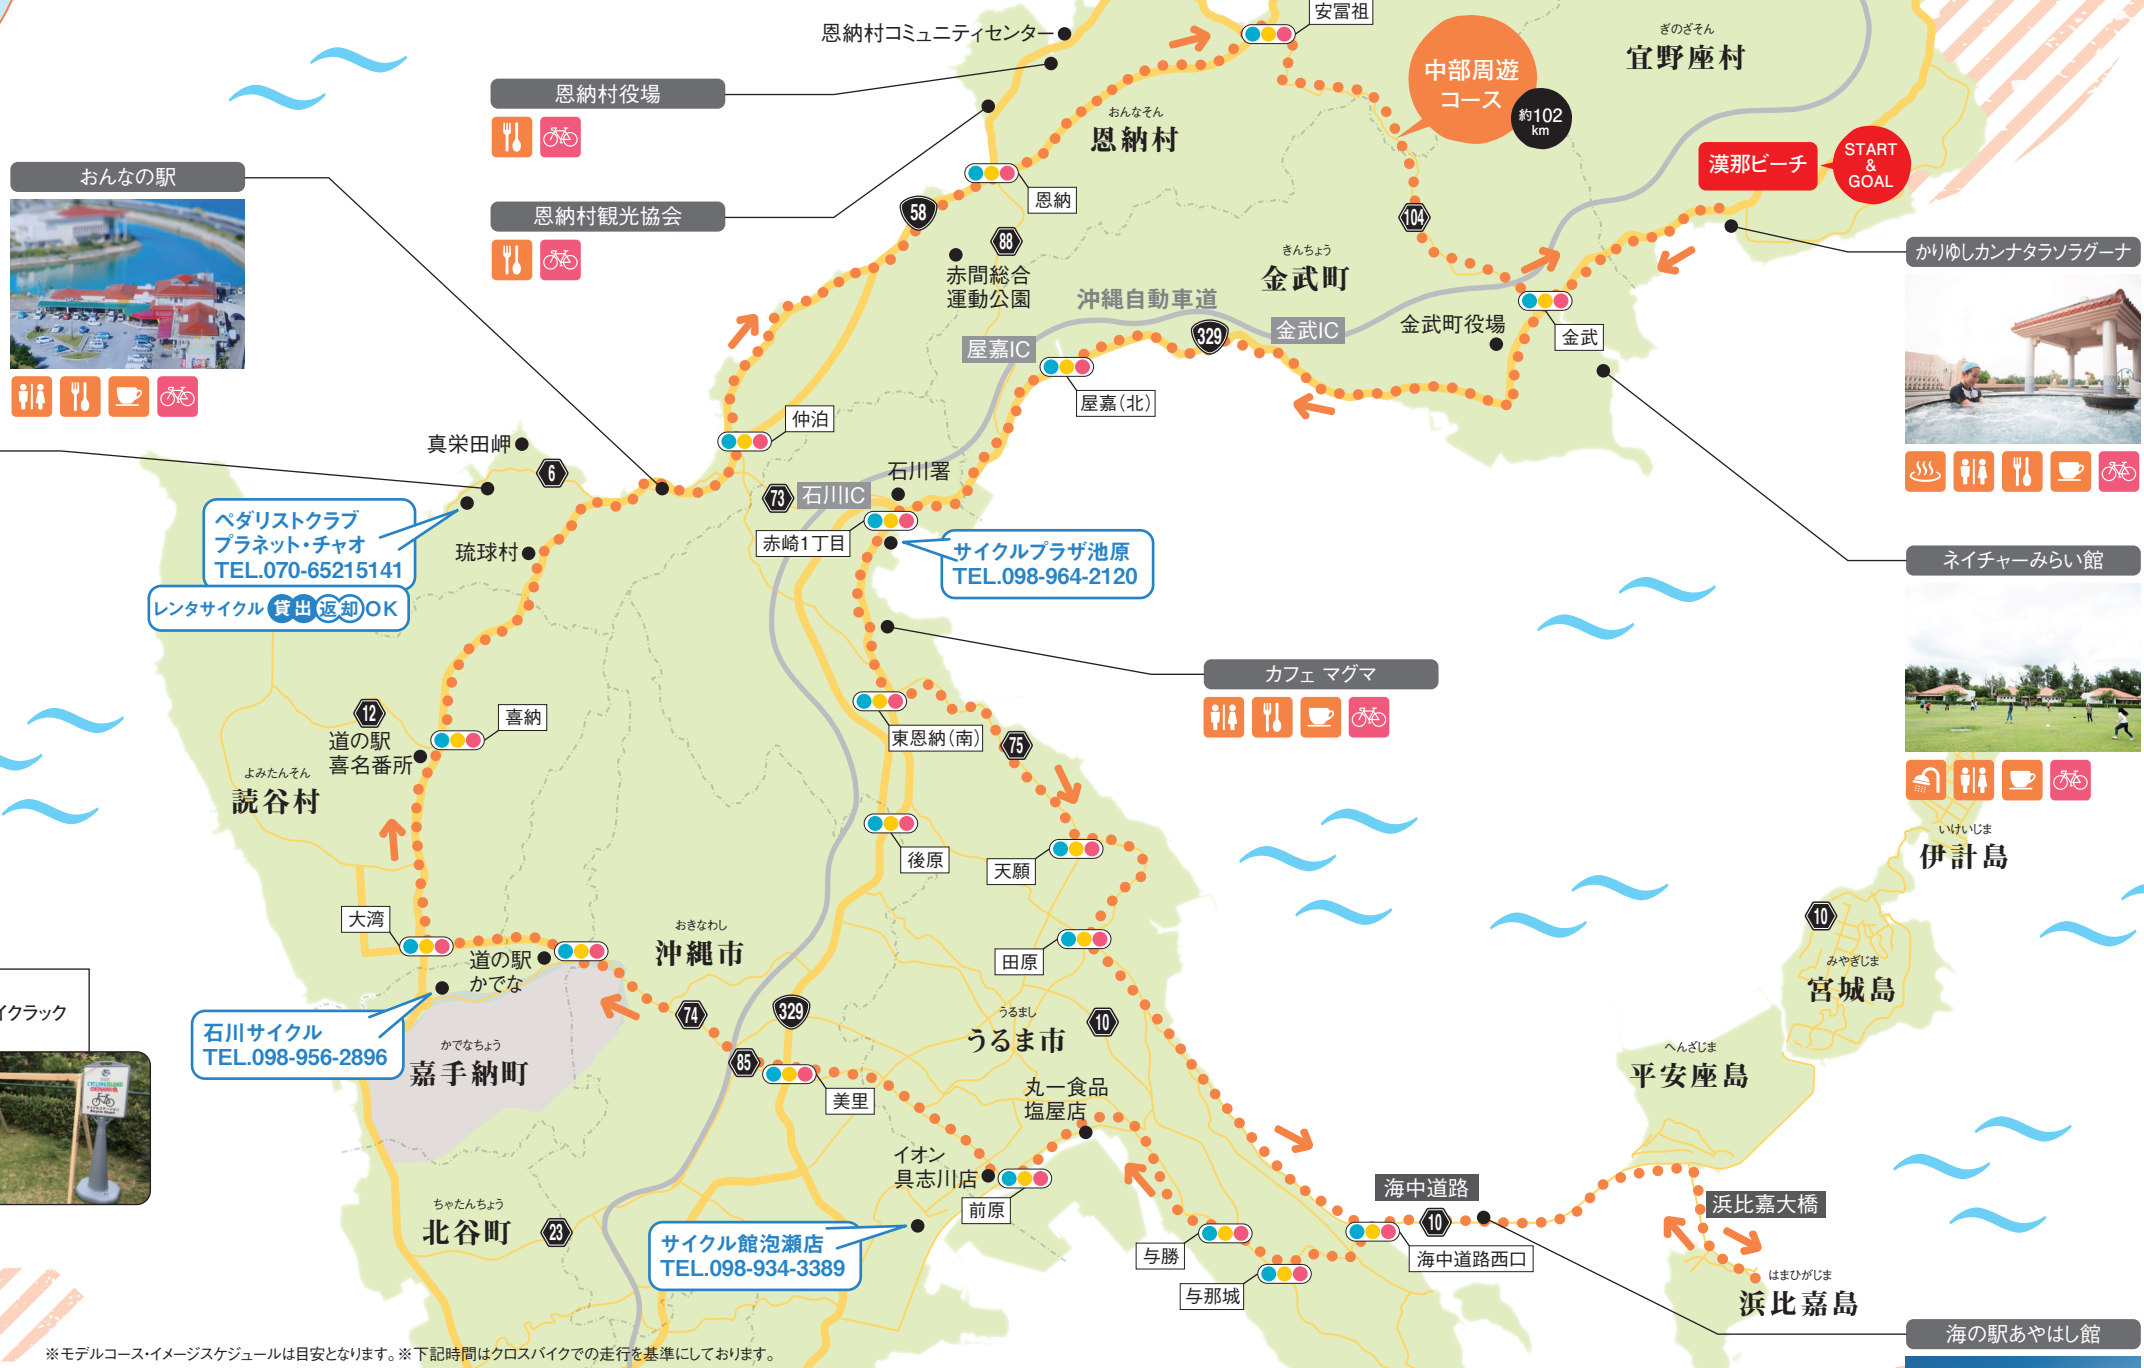 恩納村コミュニティセンター
安冨祖
ぎのざそん
宜野座村
中部周遊
コース
約102
km
恩納村役場
おんなそん
恩納村
漢那ビーチ
START
&
GOAL
おんなの駅
恩納村観光協会
58
恩納
88
104
赤間総合
運動公園
きんちょう
金武町
かりゆしカンナタラソラグーナ
沖縄自動車道
329
金武IC
金武町役場
金武
屋嘉IC
屋嘉(北)
仲泊
真栄田岬
6
石川署
73
石川IC
赤崎1丁目
ペダリストクラブ
プラネット・チャオ
TEL.070-65215141
レンタサイクル 貸出 返却 OK
琉球村
サイクルプラザ池原
TEL.098-964-2120
ネイチャーみらい館
カフェ マグマ
12
喜納
道の駅
喜名番所
よみたんそん
読谷村
東恩納(南)
75
後原
天願
いけいじま
伊計島
大湾
道の駅
かでな
おきなわし
沖縄市
田原
10
みやぎじま
宮城島
イクラック
石川サイクル
TEL.098-956-2896
かでなちょう
嘉手納町
74
329
85
美里
うるまし
うるま市
10
へんざじま
平安座島
丸一食品
塩屋店
イオン
具志川店
前原
ちゃたんちょう
北谷町
23
サイクル館泡瀬店
TEL.098-934-3389
海中道路
10
海中道路西口
与勝
与那城
浜比嘉大橋
はまひがじま
浜比嘉島
海の駅あやはし館
※モデルコース・イメージスケジュールは目安となります。※下記時間はクロスバイクでの走行を基準にしております。